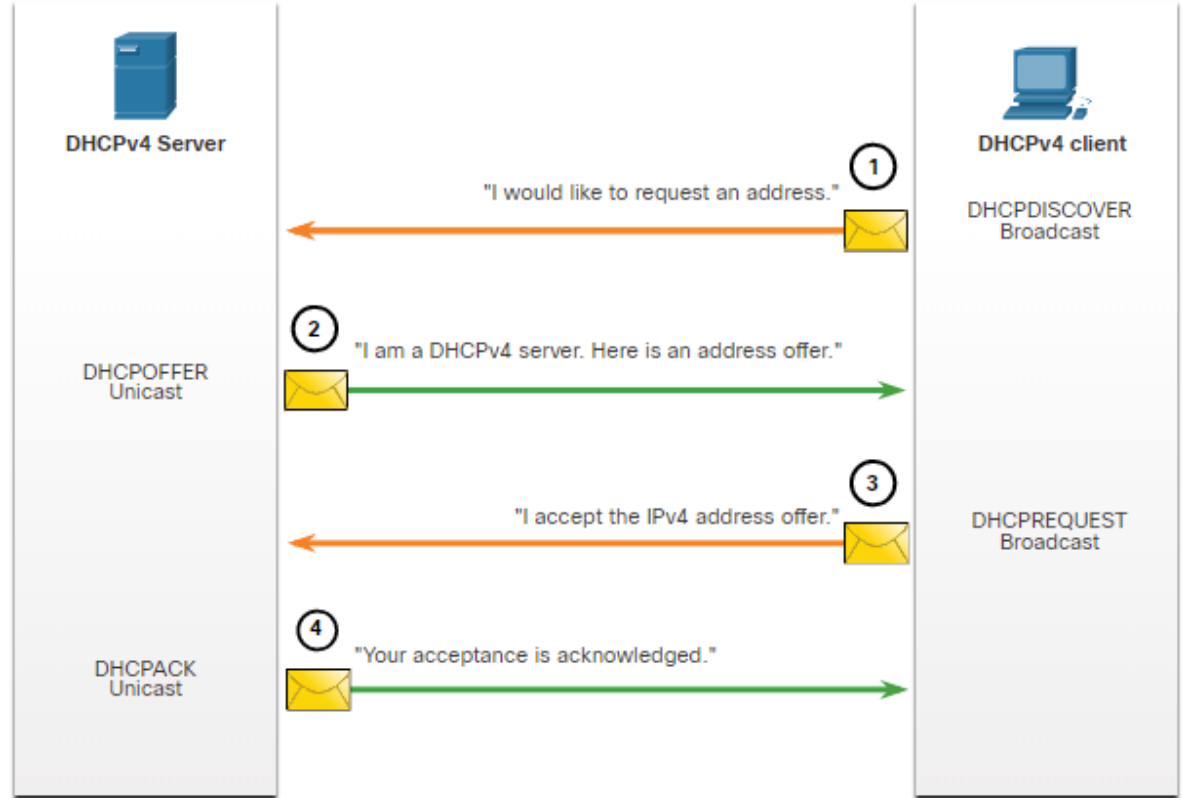 DHCPv4 Server
DHCPv4 client
1
"I would like to request an address."
DHCPDISCOVER
Broadcast
2
"I am a DHCPv4 server. Here is an address offer."
DHCPOFFER
Unicast
3
"I accept the IPv4 address offer."
DHCPREQUEST
Broadcast
4
"Your acceptance is acknowledged."
DHCPACK
Unicast